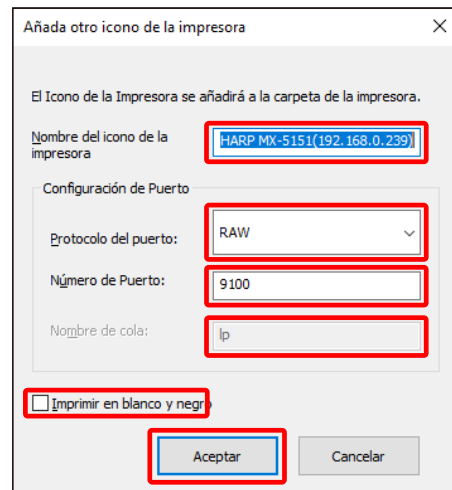 Añada otro icono de la impresora
El Icono de la Impresora se añadirá a la carpeta de la impresora.
Nombre del icono de la
impresora
HARP MX-5151(192.168.0.239)
Configuración de Puerto
Protocolo del puerto:
RAW
Número de Puerto:
9100
Nombre de cola:
lp
Imprimir en blanco y negro
Aceptar
Cancelar